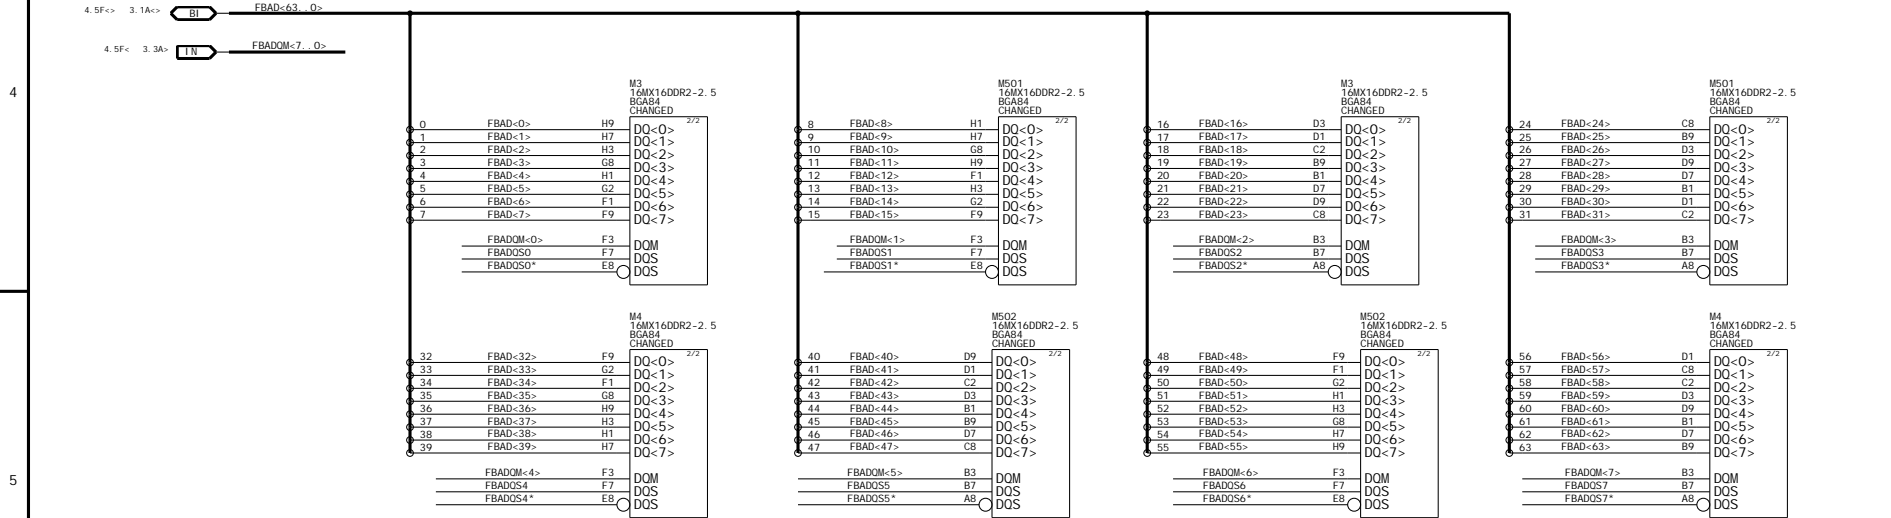 4.5F<> 3.1A<> BI FBAD<63..0>
4.5F< 3.3A> IN FBADQM<7..0>
4
M3
16MX16DDR2-2.5
BGA84
CHANGED
2/2
0 FBAD<0> H9 DQ<0>
1 FBAD<1> H7 DQ<1>
2 FBAD<2> H3 DQ<2>
3 FBAD<3> G8 DQ<3>
4 FBAD<4> H1 DQ<4>
5 FBAD<5> G2 DQ<5>
6 FBAD<6> F1 DQ<6>
7 FBAD<7> F9 DQ<7>
FBADQM<0> F3 DQM
FBADQS0 F7 DQS
FBADQS0* E8 DQS
M501
16MX16DDR2-2.5
BGA84
CHANGED
2/2
8 FBAD<8> H1 DQ<0>
9 FBAD<9> H7 DQ<1>
10 FBAD<10> G8 DQ<2>
11 FBAD<11> H9 DQ<3>
12 FBAD<12> F1 DQ<4>
13 FBAD<13> H3 DQ<5>
14 FBAD<14> G2 DQ<6>
15 FBAD<15> F9 DQ<7>
FBADQM<1> F3 DQM
FBADQS1 F7 DQS
FBADQS1* E8 DQS
M3
16MX16DDR2-2.5
BGA84
CHANGED
2/2
16 FBAD<16> D3 DQ<0>
17 FBAD<17> D1 DQ<1>
18 FBAD<18> C2 DQ<2>
19 FBAD<19> B9 DQ<3>
20 FBAD<20> B1 DQ<4>
21 FBAD<21> D7 DQ<5>
22 FBAD<22> D9 DQ<6>
23 FBAD<23> C8 DQ<7>
FBADQM<2> B3 DQM
FBADQS2 B7 DQS
FBADQS2* A8 DQS
M501
16MX16DDR2-2.5
BGA84
CHANGED
2/2
24 FBAD<24> C8 DQ<0>
25 FBAD<25> B9 DQ<1>
26 FBAD<26> D3 DQ<2>
27 FBAD<27> D9 DQ<3>
28 FBAD<28> D7 DQ<4>
29 FBAD<29> B1 DQ<5>
30 FBAD<30> D1 DQ<6>
31 FBAD<31> C2 DQ<7>
FBADQM<3> B3 DQM
FBADQS3 B7 DQS
FBADQS3* A8 DQS
5
M4
16MX16DDR2-2.5
BGA84
CHANGED
2/2
32 FBAD<32> F9 DQ<0>
33 FBAD<33> G2 DQ<1>
34 FBAD<34> F1 DQ<2>
35 FBAD<35> G8 DQ<3>
36 FBAD<36> H9 DQ<4>
37 FBAD<37> H3 DQ<5>
38 FBAD<38> H1 DQ<6>
39 FBAD<39> H7 DQ<7>
FBADQM<4> F3 DQM
FBADQS4 F7 DQS
FBADQS4* E8 DQS
M502
16MX16DDR2-2.5
BGA84
CHANGED
2/2
40 FBAD<40> D9 DQ<0>
41 FBAD<41> D1 DQ<1>
42 FBAD<42> C2 DQ<2>
43 FBAD<43> D3 DQ<3>
44 FBAD<44> B1 DQ<4>
45 FBAD<45> B9 DQ<5>
46 FBAD<46> D7 DQ<6>
47 FBAD<47> C8 DQ<7>
FBADQM<5> B3 DQM
FBADQS5 B7 DQS
FBADQS5* A8 DQS
M502
16MX16DDR2-2.5
BGA84
CHANGED
2/2
48 FBAD<48> F9 DQ<0>
49 FBAD<49> F1 DQ<1>
50 FBAD<50> G2 DQ<2>
51 FBAD<51> H1 DQ<3>
52 FBAD<52> H3 DQ<4>
53 FBAD<53> G8 DQ<5>
54 FBAD<54> H7 DQ<6>
55 FBAD<55> H9 DQ<7>
FBADQM<6> F3 DQM
FBADQS6 F7 DQS
FBADQS6* E8 DQS
M4
16MX16DDR2-2.5
BGA84
CHANGED
2/2
56 FBAD<56> D1 DQ<0>
57 FBAD<57> C8 DQ<1>
58 FBAD<58> C2 DQ<2>
59 FBAD<59> D3 DQ<3>
60 FBAD<60> D9 DQ<4>
61 FBAD<61> B1 DQ<5>
62 FBAD<62> D7 DQ<6>
63 FBAD<63> B9 DQ<7>
FBADQM<7> B3 DQM
FBADQS7 B7 DQS
FBADQS7* A8 DQS